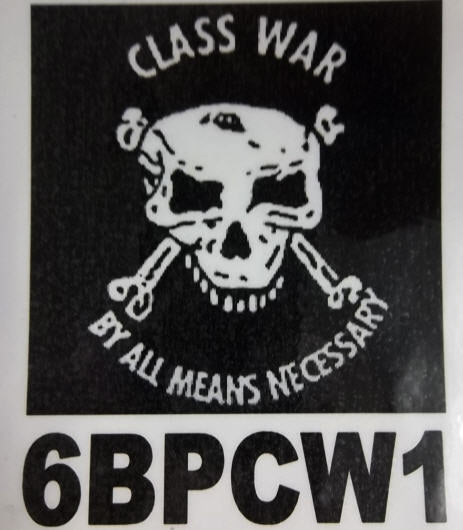 CLASS WAR
BY ALL MEANS NECESSARY
6BPCW1